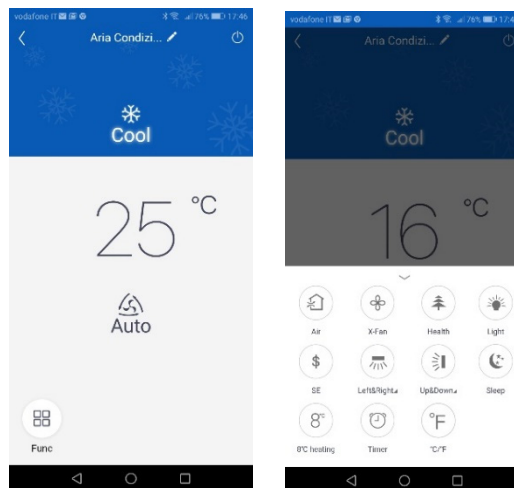 vodafone IT 76% 17:46
Aria Condizi...
Cool
25 °C
Auto
Func
vodafone IT 76% 17:4
Aria Condizi...
Cool
16 °C
Air X-Fan Health Light
SE Left&Right Up&Down Sleep
8°C heating Timer °C/°F